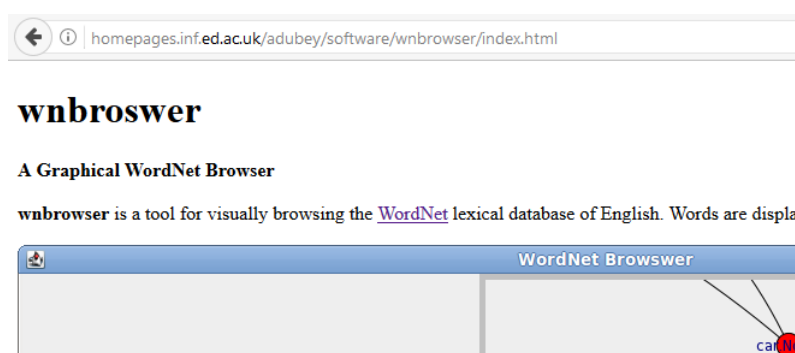 homepages.inf.ed.ac.uk/adubey/software/wnbrowser/index.html
wnbroswer
A Graphical WordNet Browser
wnbrowser is a tool for visually browsing the WordNet lexical database of English. Words are displa
WordNet Browswer
car